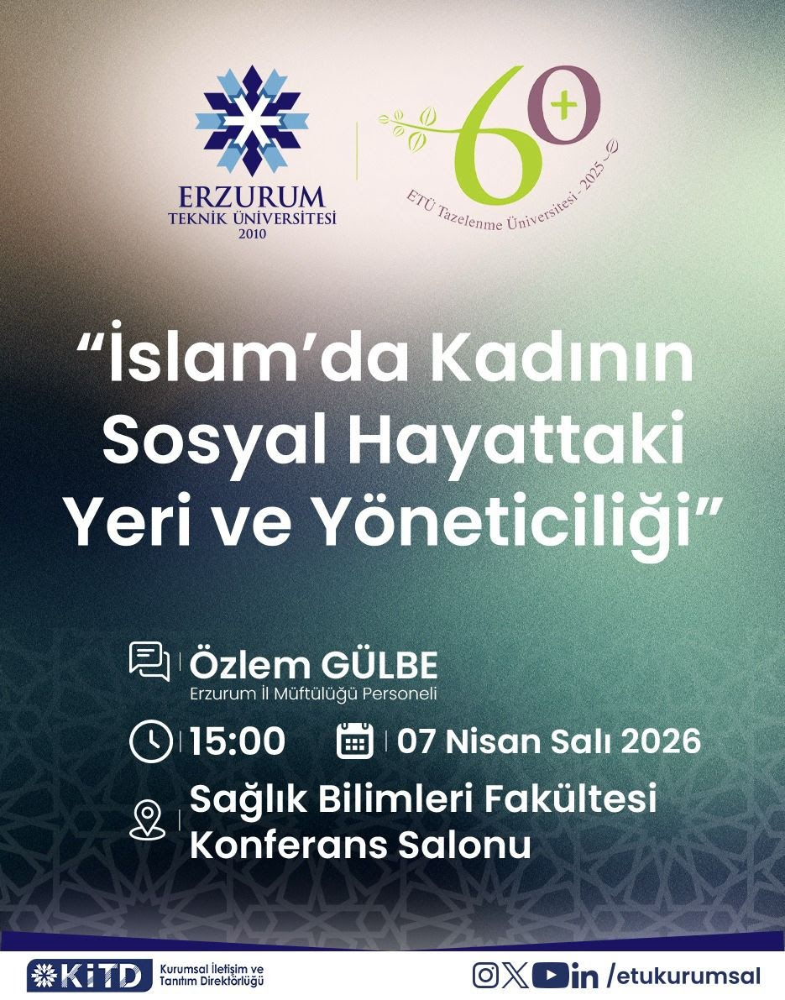 ERZURUM
TEKNİK ÜNİVERSİTESİ
2010
60+
ETÜ Tazelenme Üniversitesi - 2025
“İslam’da Kadının
Sosyal Hayattaki
Yeri ve Yöneticiliği”
Özlem GÜLBE
Erzurum İl Müftülüğü Personeli
15:00
07 Nisan Salı 2026
Sağlık Bilimleri Fakültesi
Konferans Salonu
KiTD
Kurumsal İletişim ve
Tanıtım Direktörlüğü
/etukurumsal